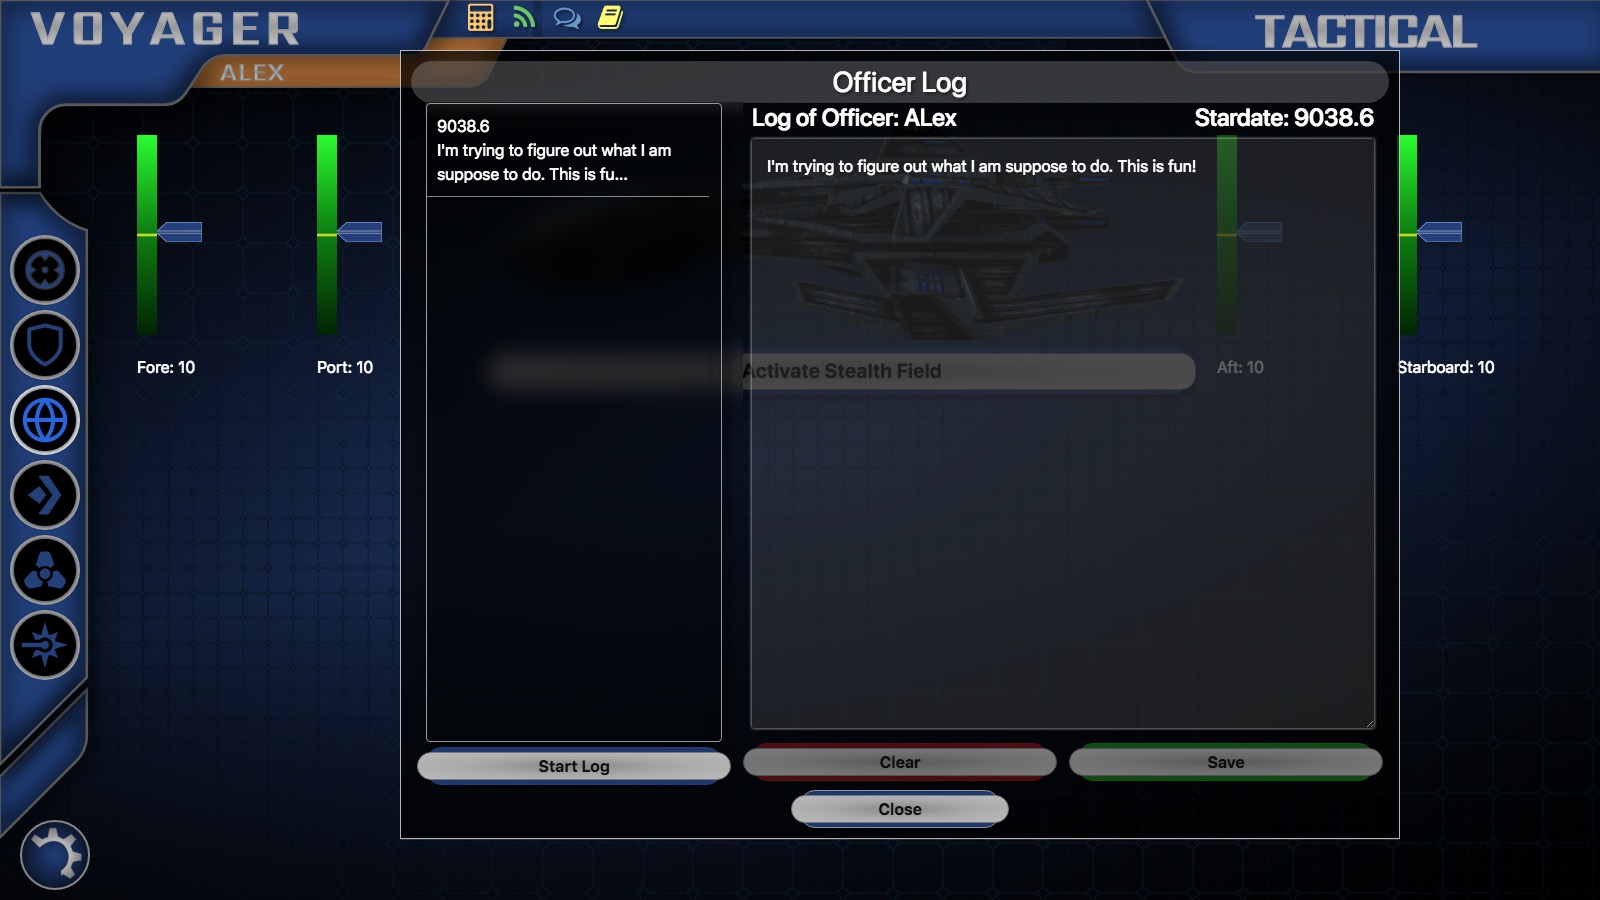 VOYAGER
TACTICAL
ALEX
Officer Log
Log of Officer: ALex
Stardate: 9038.6
9038.6
I'm trying to figure out what I am
suppose to do. This is fu...
I'm trying to figure out what I am suppose to do. This is fun!
Fore: 10
Port: 10
Activate Stealth Field
Aft: 10
Starboard: 10
Start Log
Clear
Save
Close